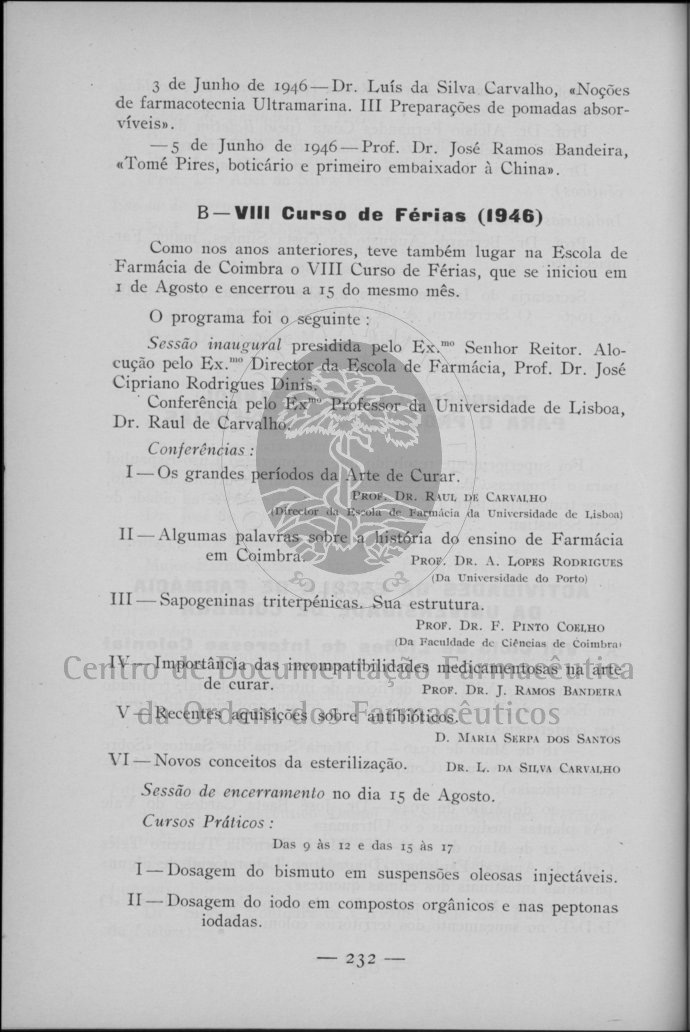 3 de Junho de 1946 — Dr. Luís da Silva Carvalho, «Noções
de farmacotecnia Ultramarina. III Preparações de pomadas absor-
víveis».
— 5 de Junho de 1946 — Prof. Dr. José Ramos Bandeira,
«Tomé Pires, boticário e primeiro embaixador à China».
B — VIII Curso de Férias (1946)
Como nos anos anteriores, teve também lugar na Escola de
Farmácia de Coimbra o VIII Curso de Férias, que se iniciou em
1 de Agosto e encerrou a 15 do mesmo mês.
O programa foi o seguinte :
Sessão inaugural presidida pelo Ex.mo Senhor Reitor. Alo-
cução pelo Ex.mo Director da Escola de Farmácia, Prof. Dr. José
Cipriano Rodrigues Dinis.
Conferência pelo Exmo Professor da Universidade de Lisboa,
Dr. Raul de Carvalho.
Conferências :
I — Os grandes períodos da Arte de Curar.
Prof. Dr. Raul de Carvalho
(Director da Escola de Farmácia da Universidade de Lisboa)
II — Algumas palavras sobre a história do ensino de Farmácia
em Coimbra.
Prof. Dr. A. Lopes Rodrigues
(Da Universidade do Porto)
III — Sapogeninas triterpénicas. Sua estrutura.
Prof. Dr. F. Pinto Coelho
(Da Faculdade de Ciências de Coimbra)
IV — Importância das incompatibilidades medicamentosas na arte
de curar.
Prof. Dr. J. Ramos Bandeira
Centro de Documentação Farmacêutica
da Ordem dos Farmacêuticos
V — Recentes aquisições sobre antibióticos.
D. Maria Serpa dos Santos
VI — Novos conceitos da esterilização. Dr. L. da Silva Carvalho
Sessão de encerramento no dia 15 de Agosto.
Cursos Práticos :
Das 9 às 12 e das 15 às 17
I — Dosagem do bismuto em suspensões oleosas injectáveis.
II — Dosagem do iodo em compostos orgânicos e nas peptonas
iodadas.
— 232 —